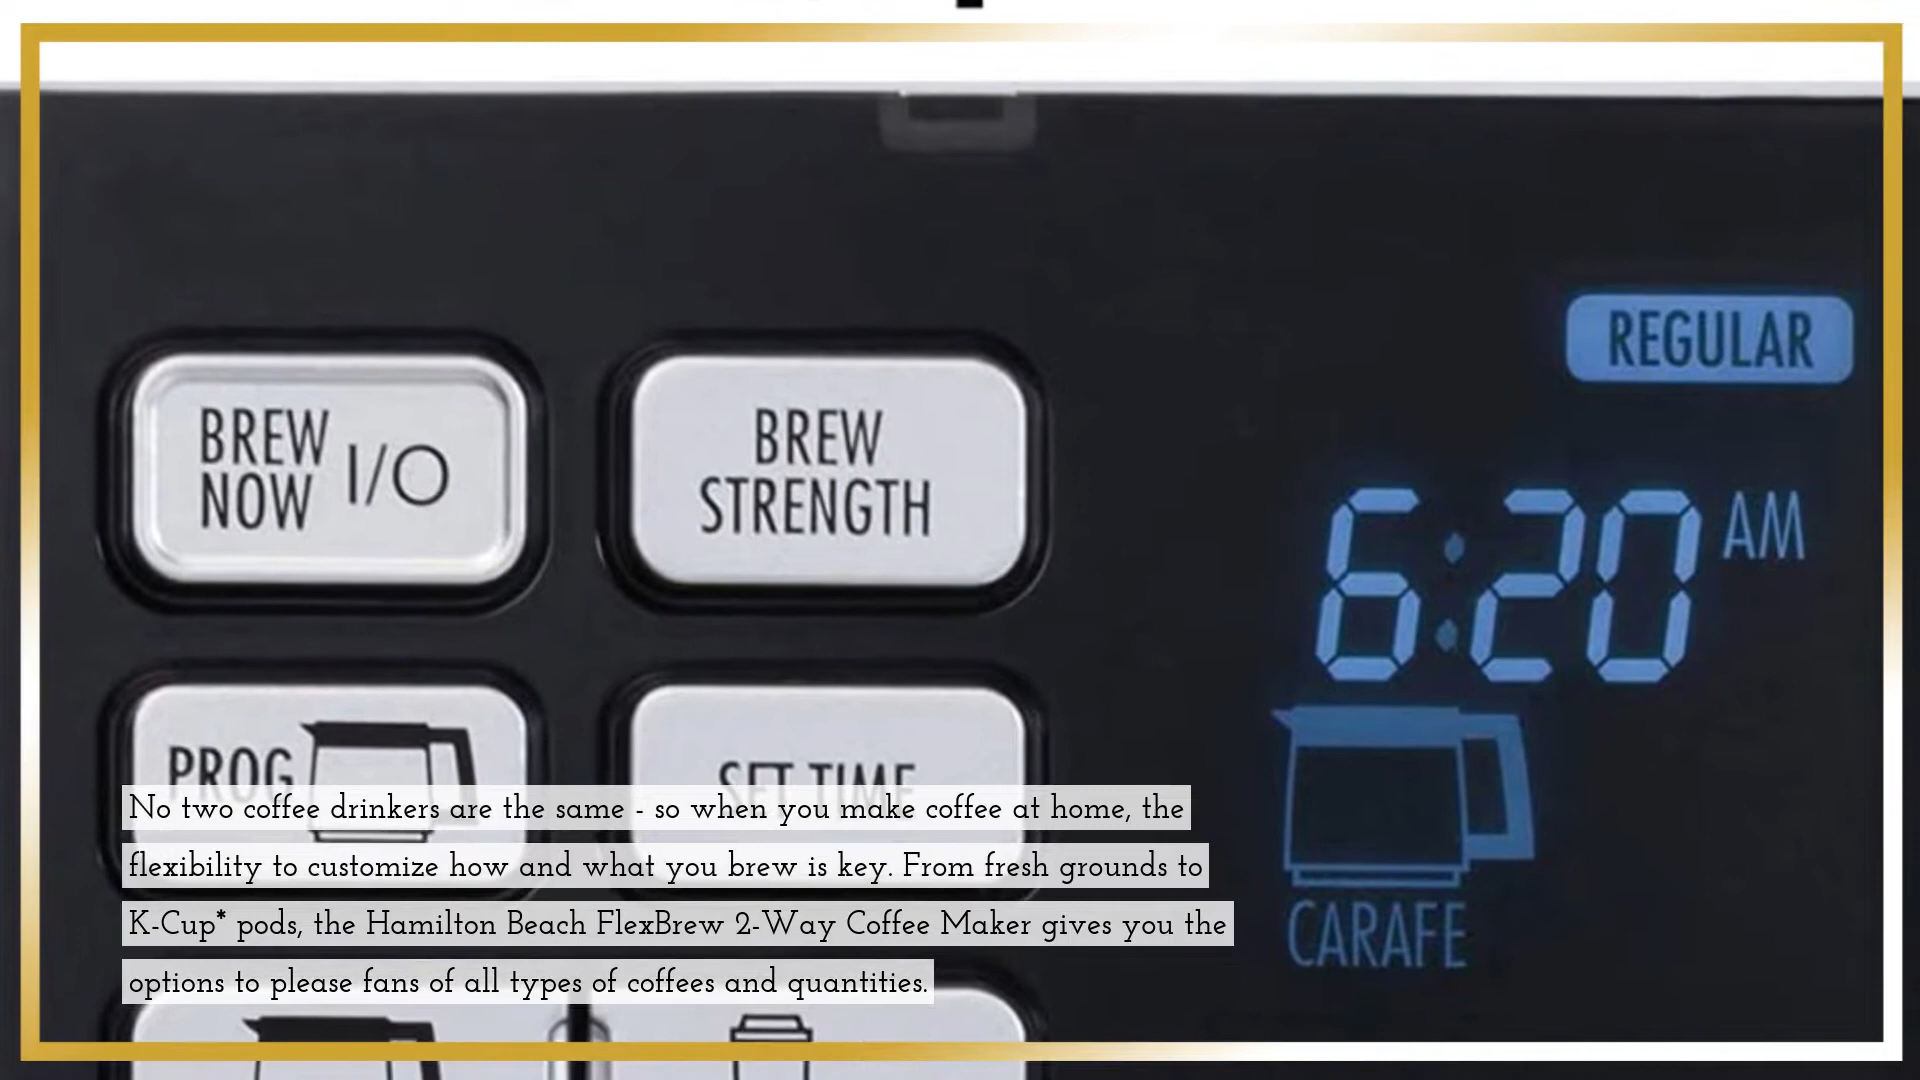 REGULAR
BREW
NOW I/O
BREW
STRENGTH
6:20 AM
PROG
SET TIME
No two coffee drinkers are the same - so when you make coffee at home, the
flexibility to customize how and what you brew is key. From fresh grounds to
K-Cup* pods, the Hamilton Beach FlexBrew 2-Way Coffee Maker gives you the
options to please fans of all types of coffees and quantities.
CARAFE